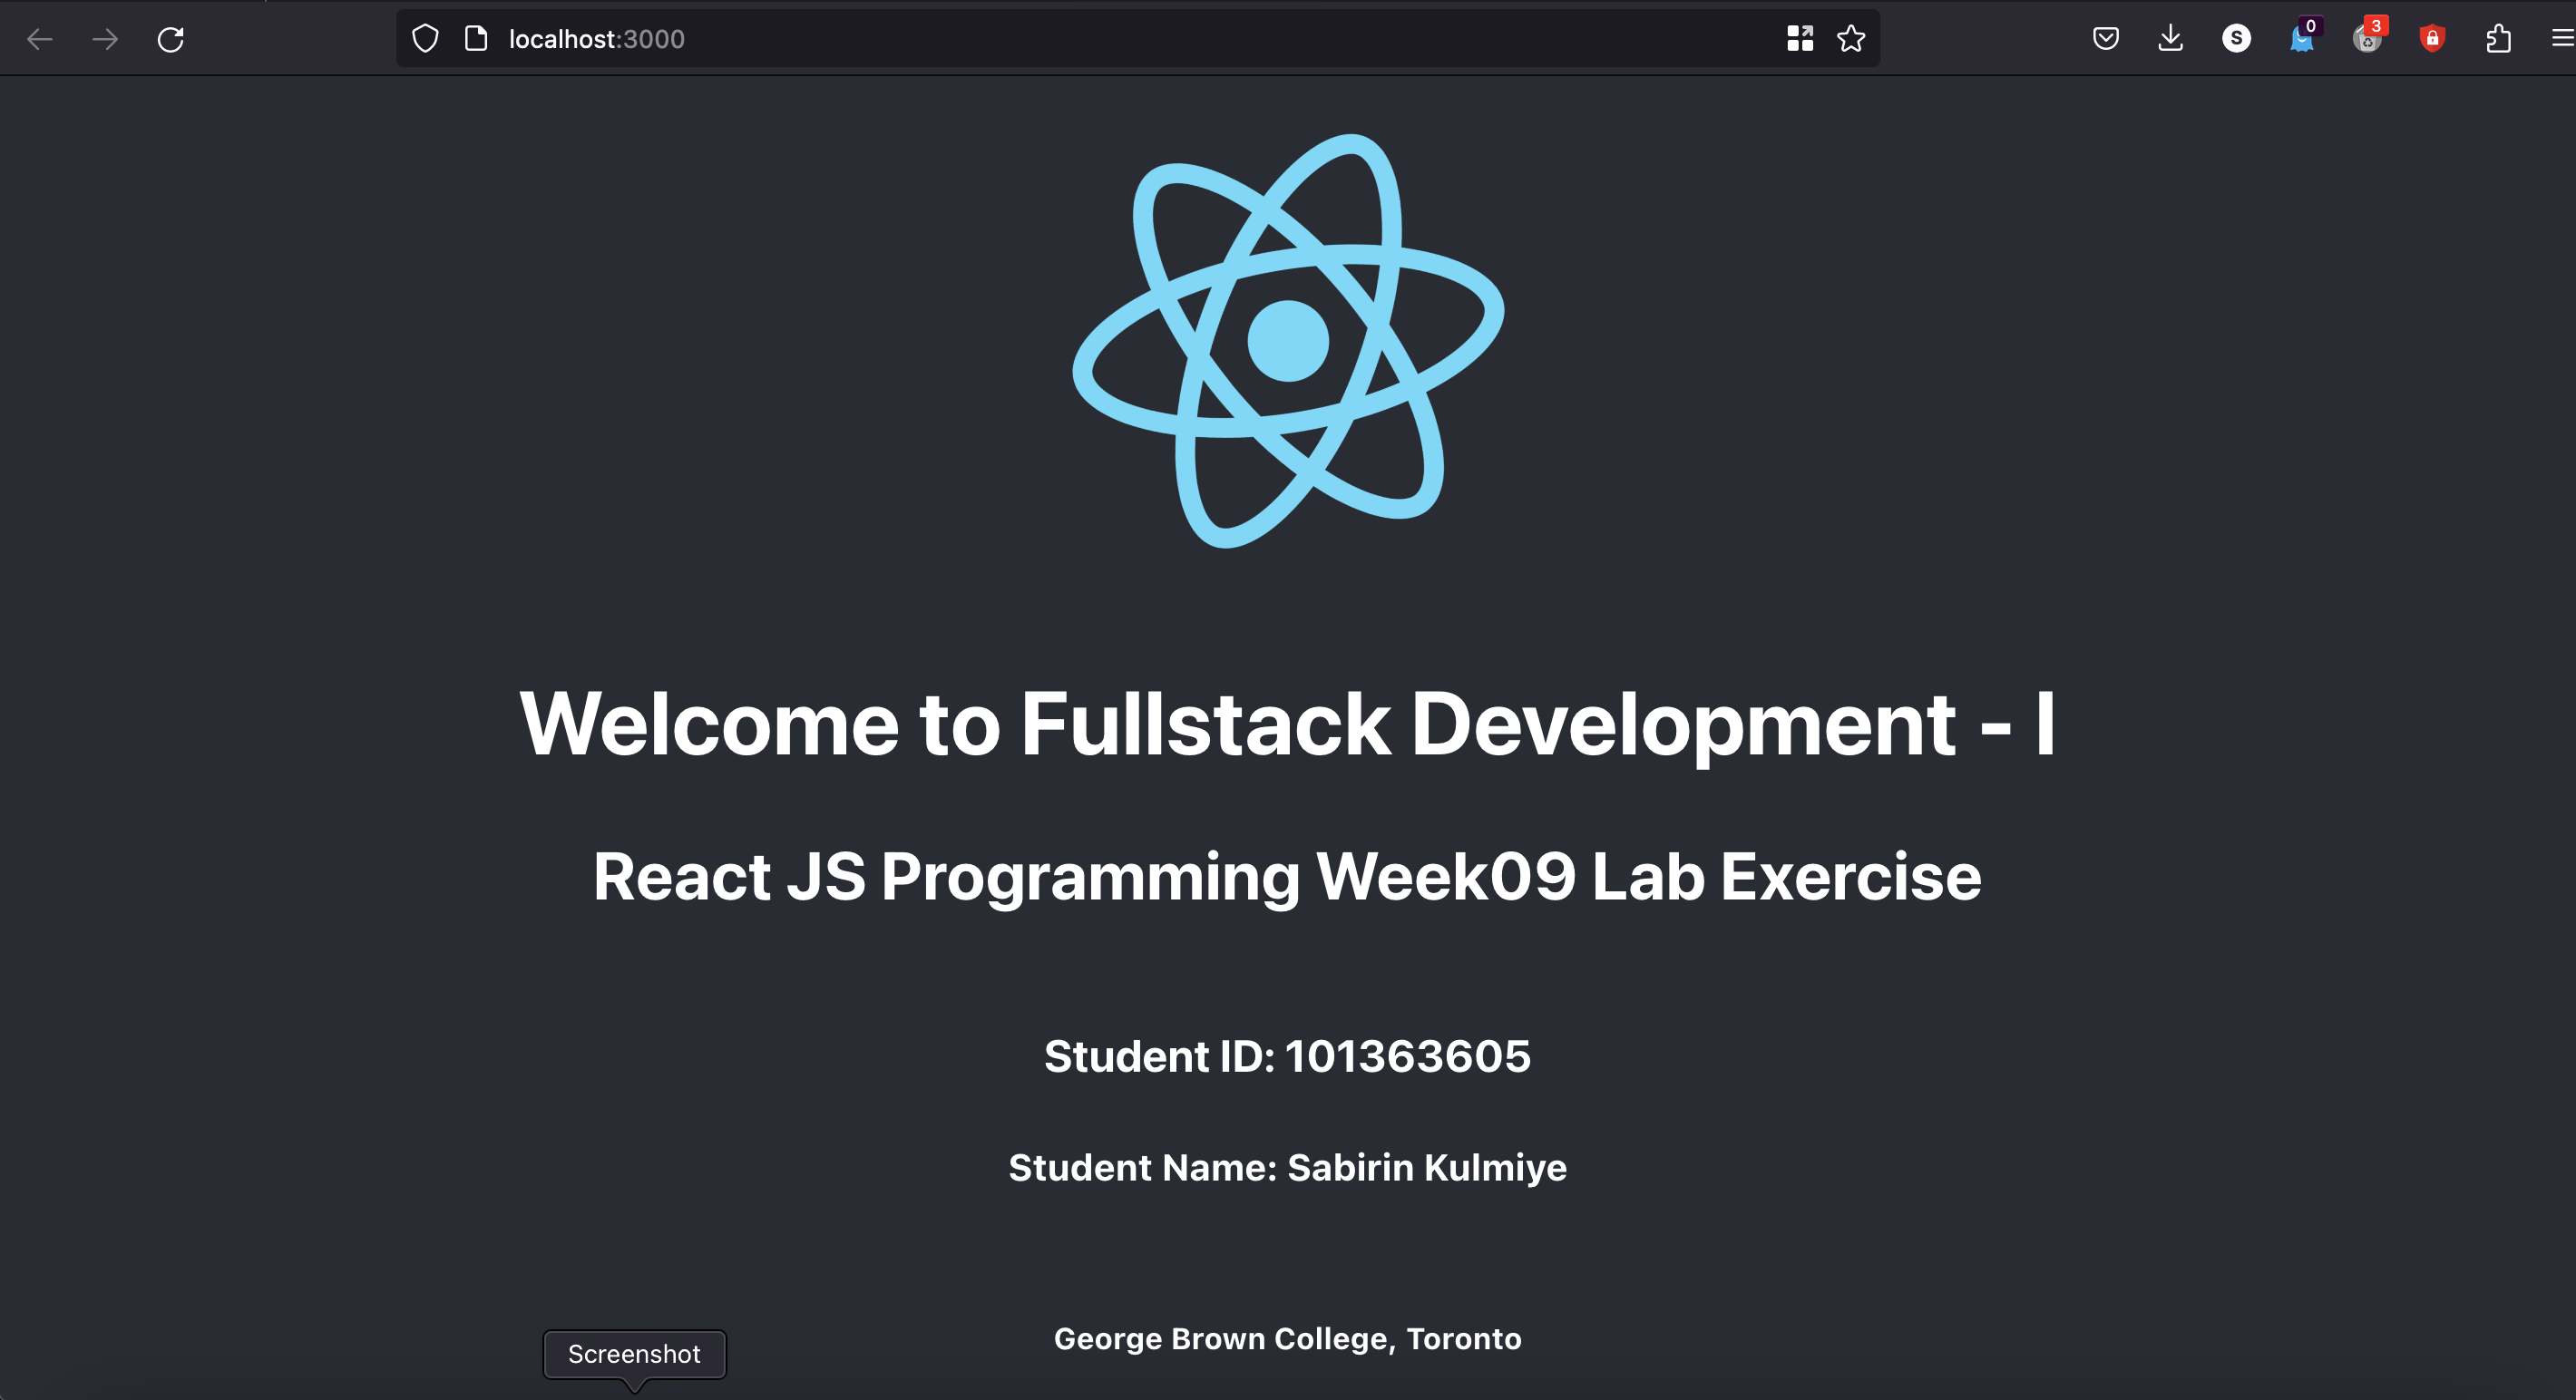 localhost:3000
S
0
3
Welcome to Fullstack Development - I
React JS Programming Week09 Lab Exercise
Student ID: 101363605
Student Name: Sabirin Kulmiye
George Brown College, Toronto
Screenshot